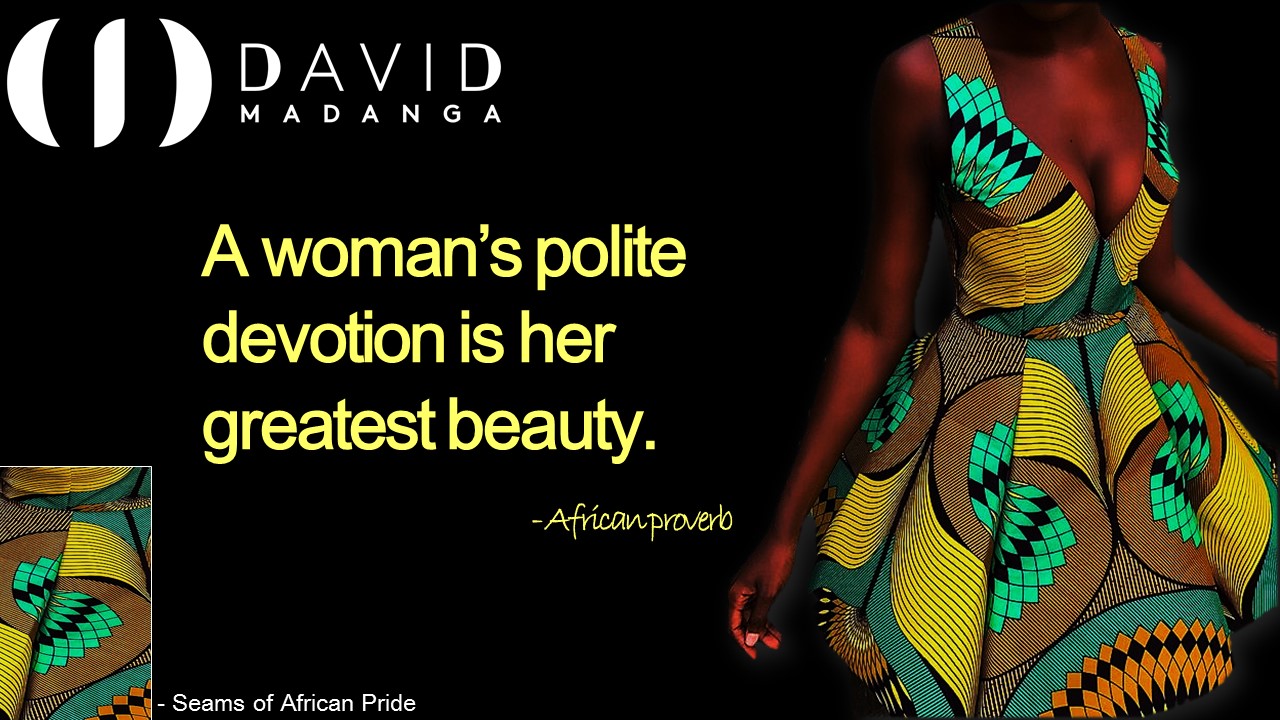 DAVID
MADANGA
A woman’s polite
devotion is her
greatest beauty.
-African proverb
- Seams of African Pride